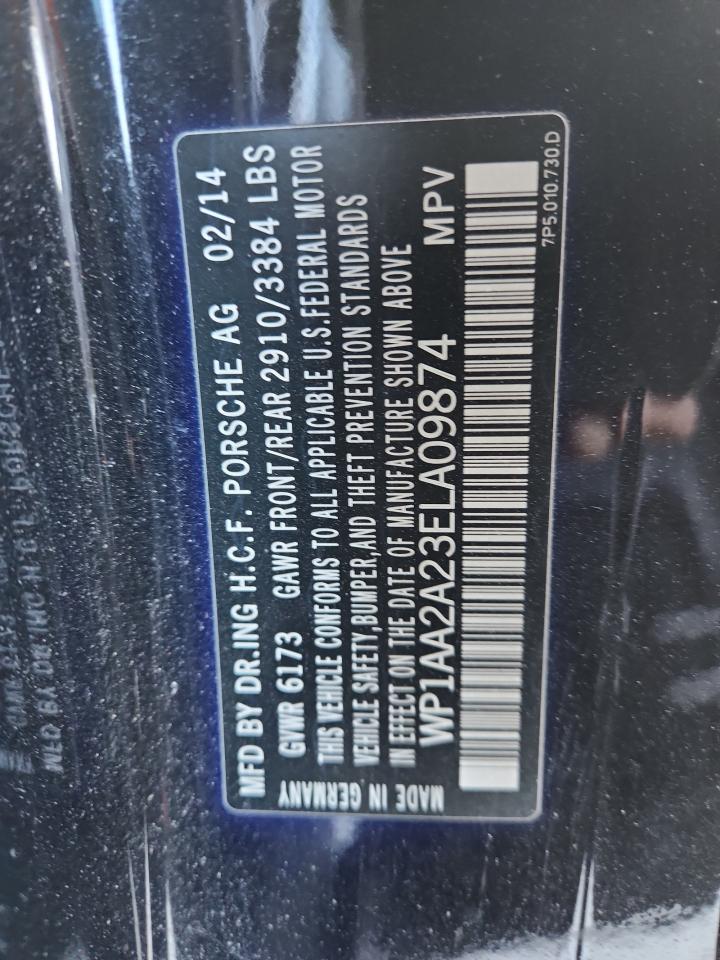 MFD BY DR.ING H.C.F. PORSCHE AG 02/14
GVWR 6173 GAWR FRONT/REAR 2910/3384 LBS
THIS VEHICLE CONFORMS TO ALL APPLICABLE U.S.FEDERAL MOTOR
VEHICLE SAFETY,BUMPER,AND THEFT PREVENTION STANDARDS
IN EFFECT ON THE DATE OF MANUFACTURE SHOWN ABOVE
WP1AA2A23ELA09874 MPV
7P5.010.730.D
MADE IN GERMANY